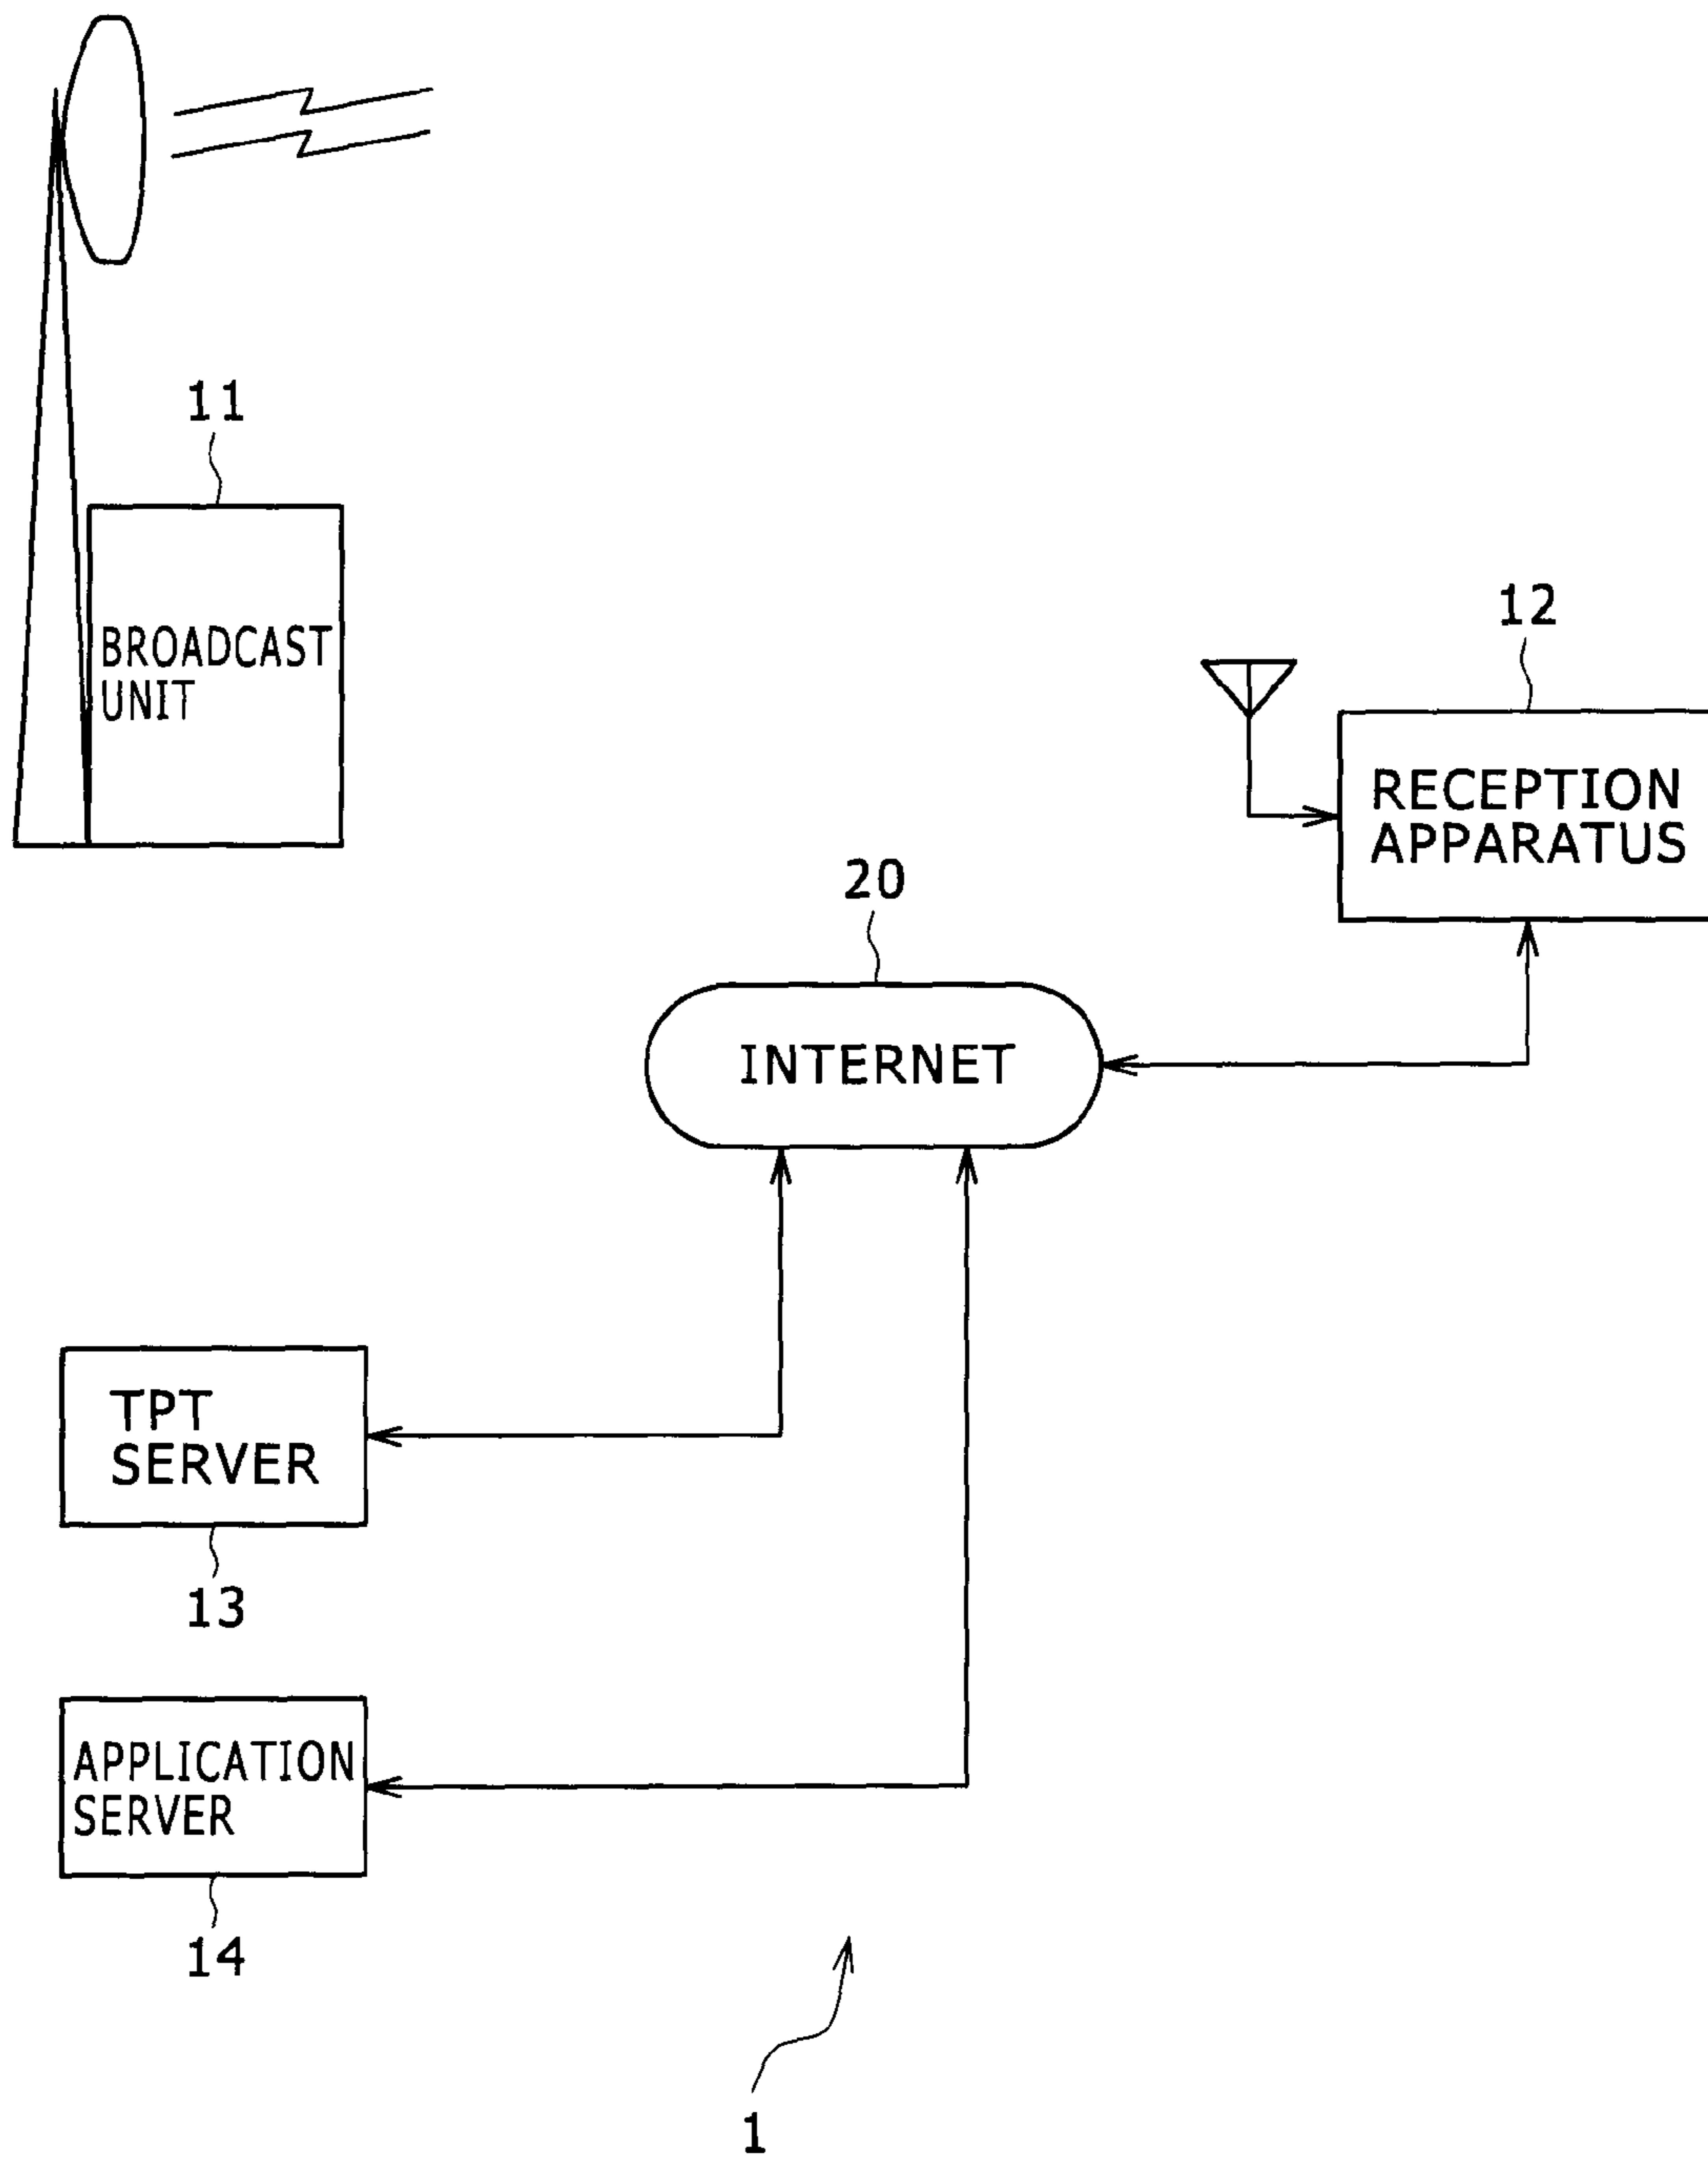 11
BROADCAST
UNIT
12
RECEPTION
APPARATUS
20
INTERNET
TPT
SERVER
13
APPLICATION
SERVER
14
1